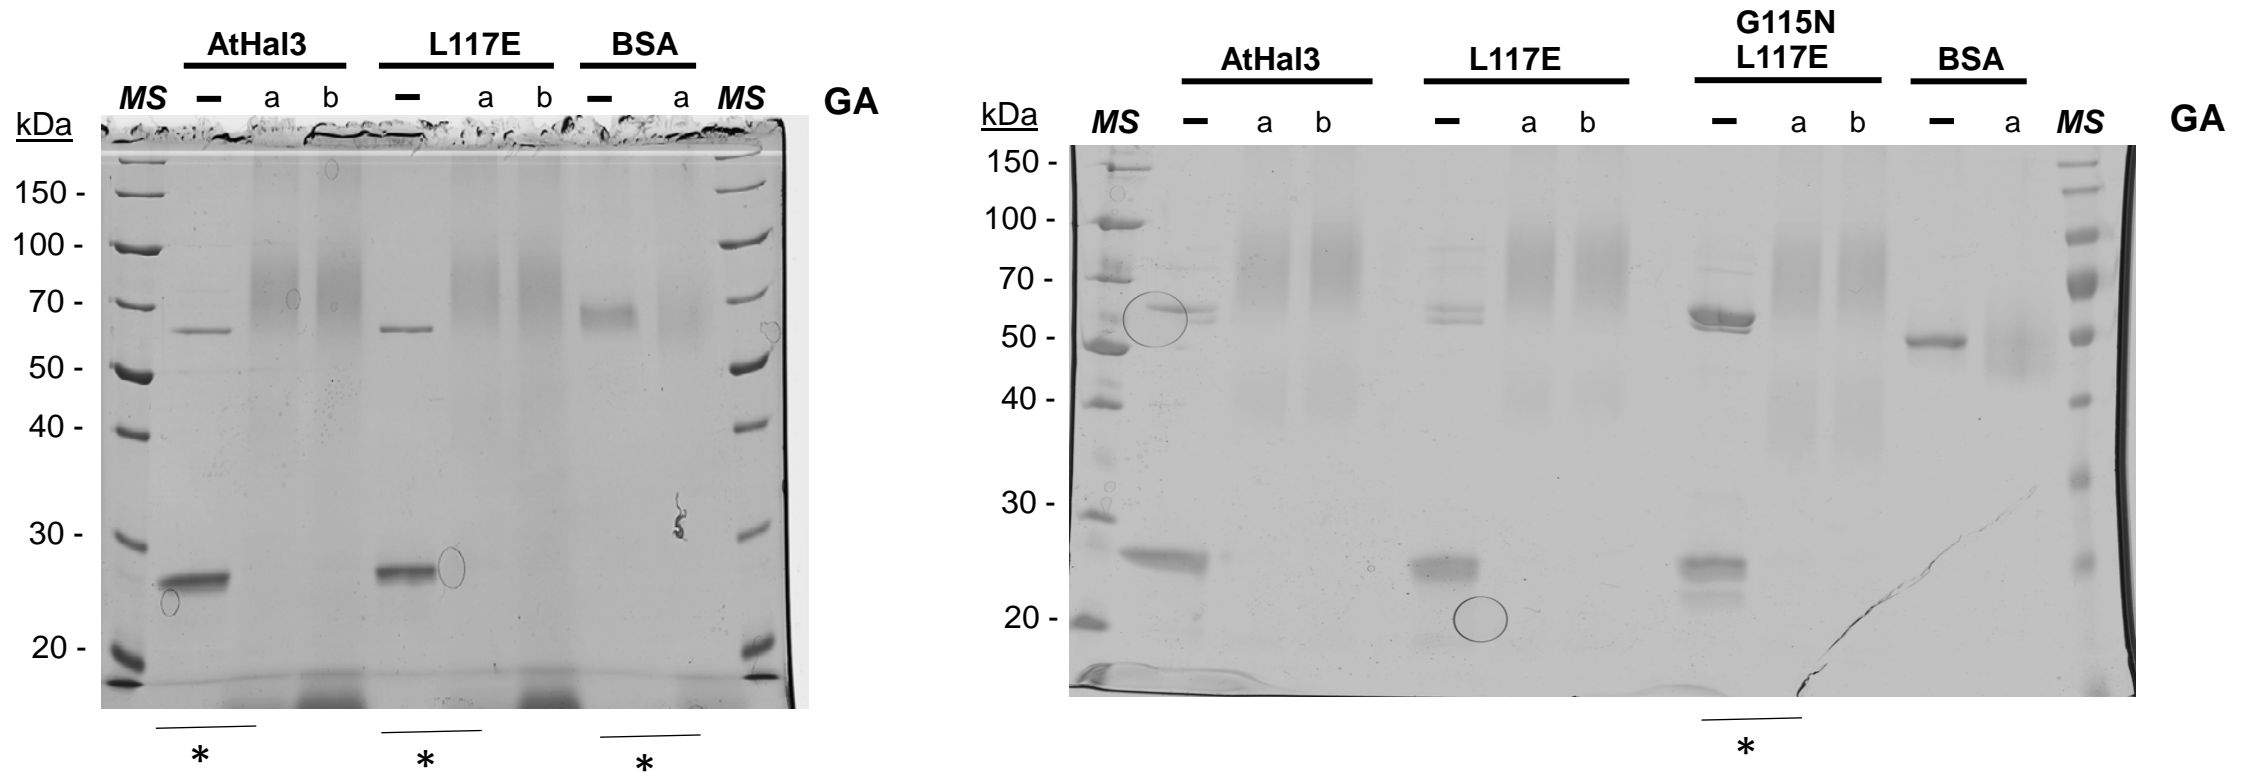 AtHal3 L117E BSA
MS – a b – a b – a MS GA
kDa
150 -
100 -
70 -
50 -
40 -
30 -
20 -
* * *
G115N
AtHal3 L117E L117E BSA
kDa MS – a b – a b – a b – a MS GA
150 -
100 -
70 -
50 -
40 -
30 -
20 -
*